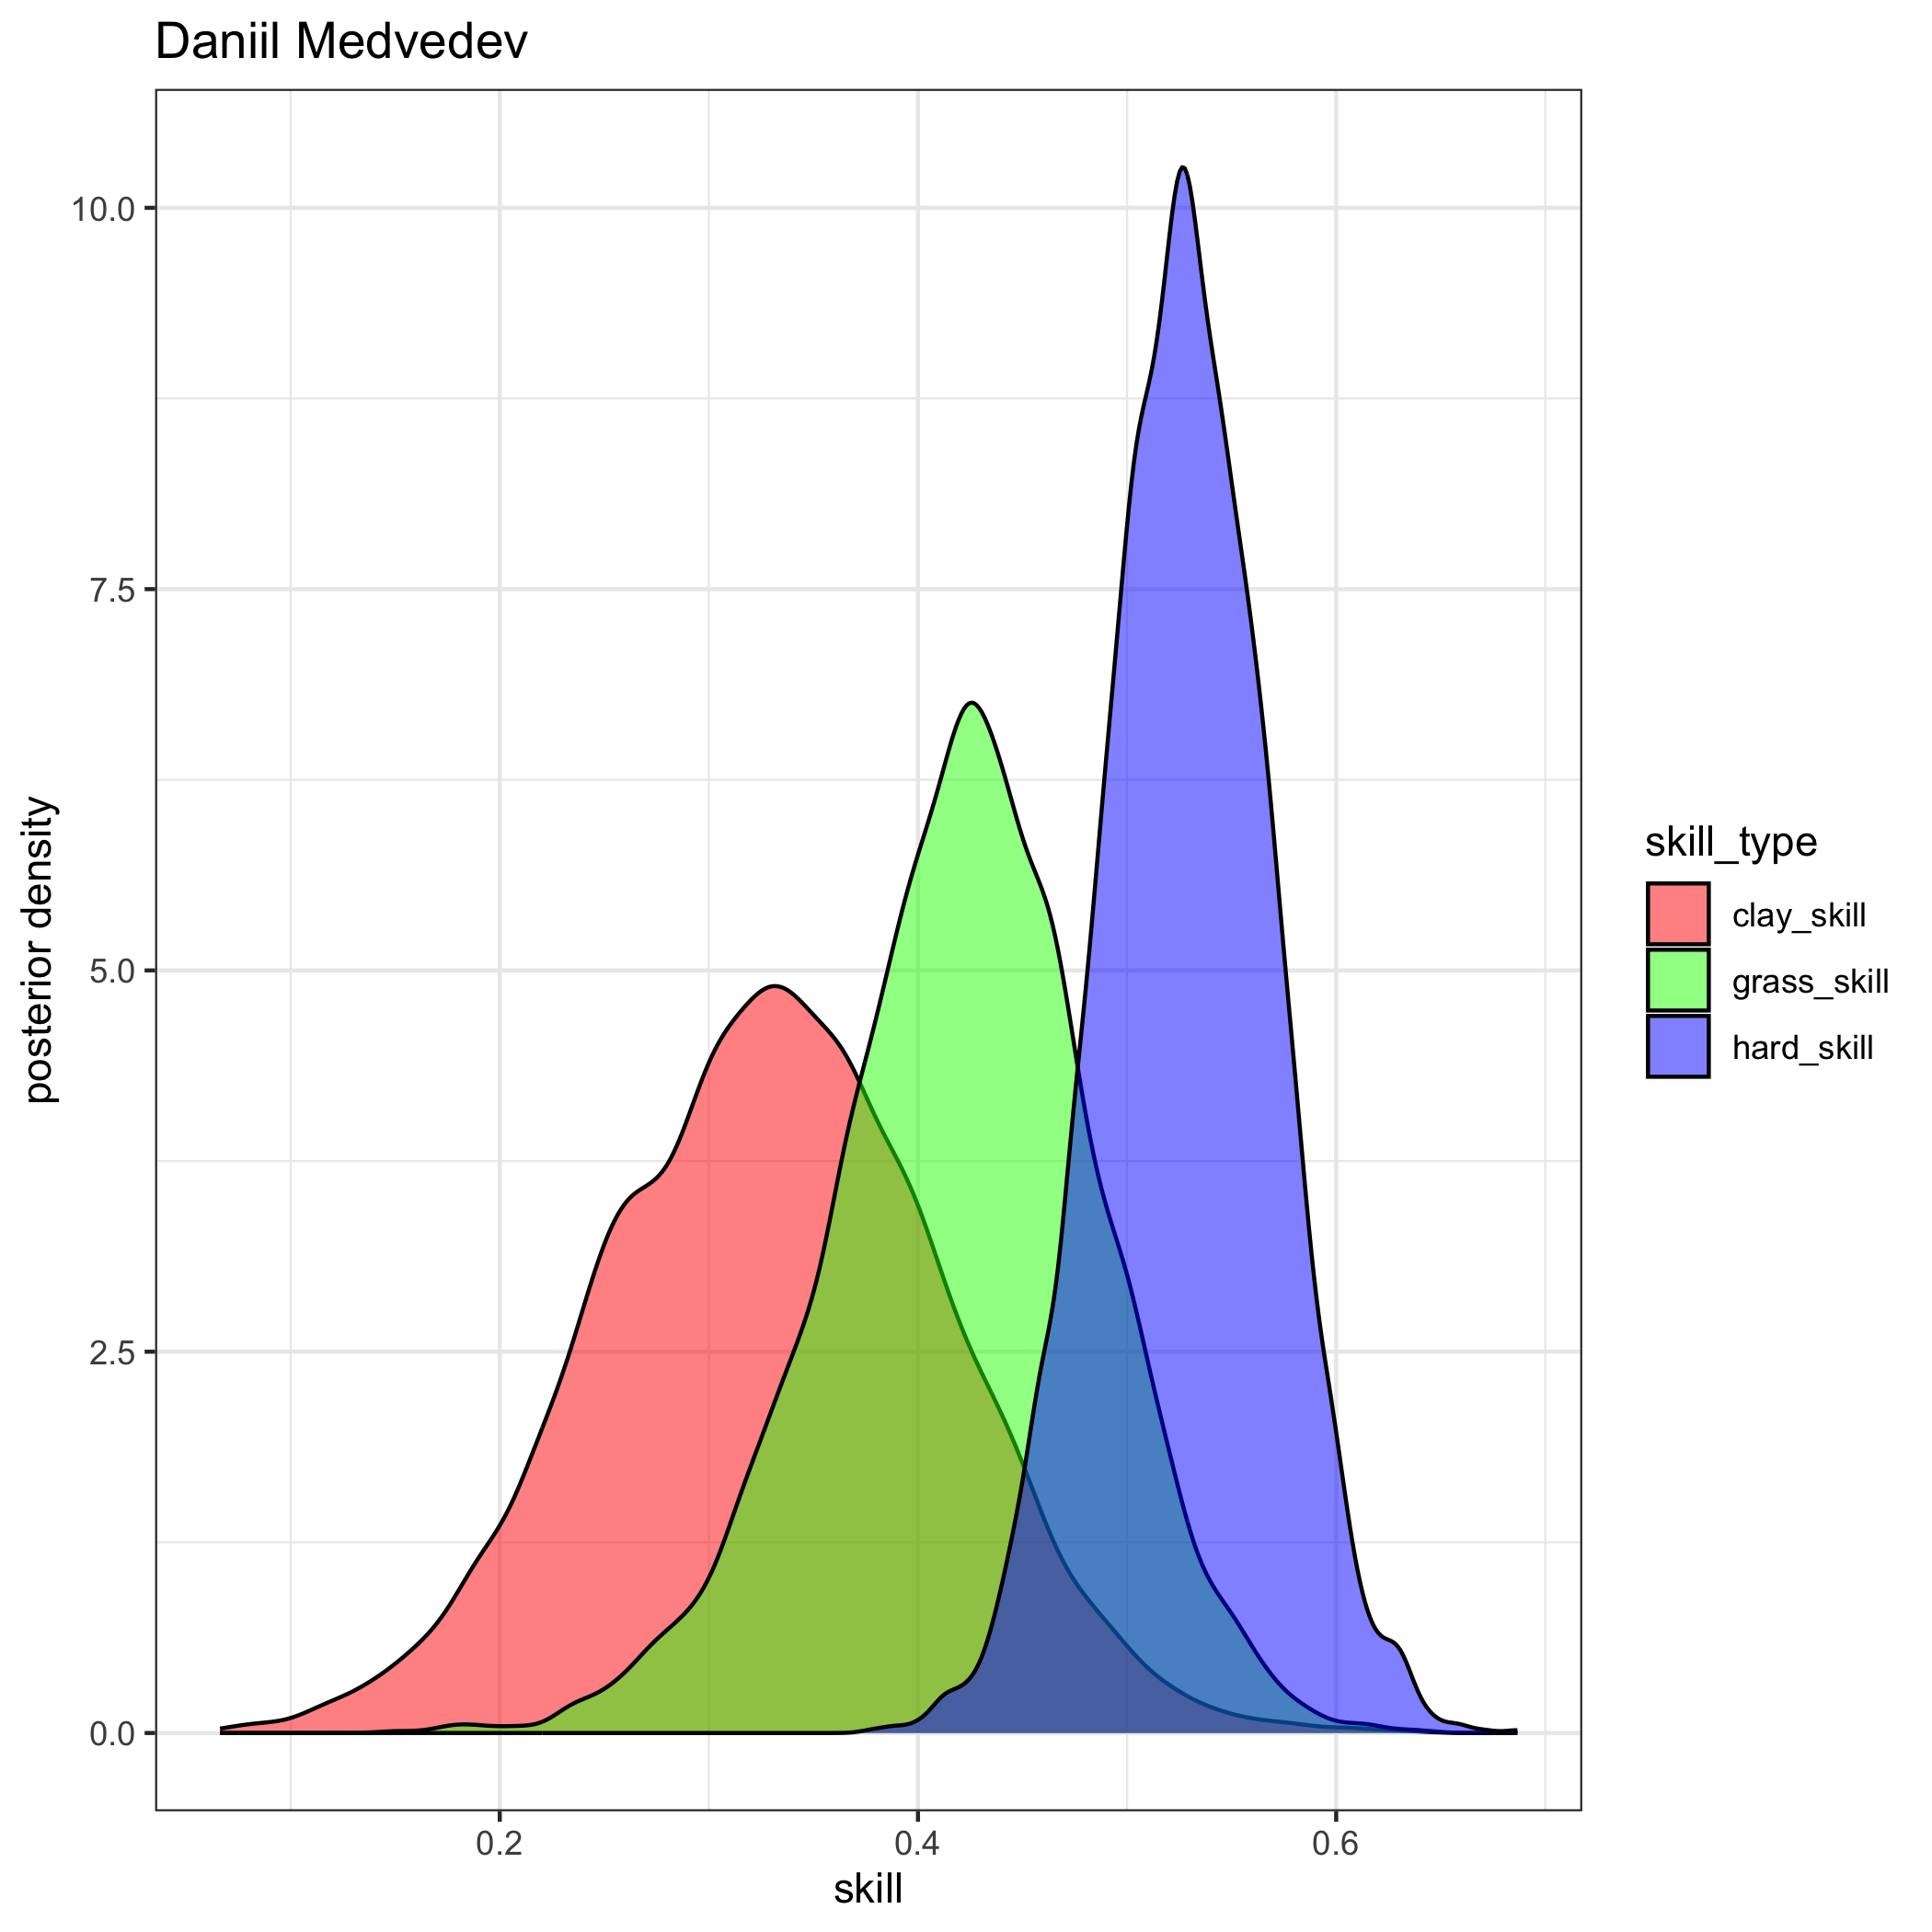 Daniil Medvedev
10.0
7.5
5.0
2.5
0.0
posterior density
0.2
0.4
0.6
skill
skill_type
clay_skill
grass_skill
hard_skill